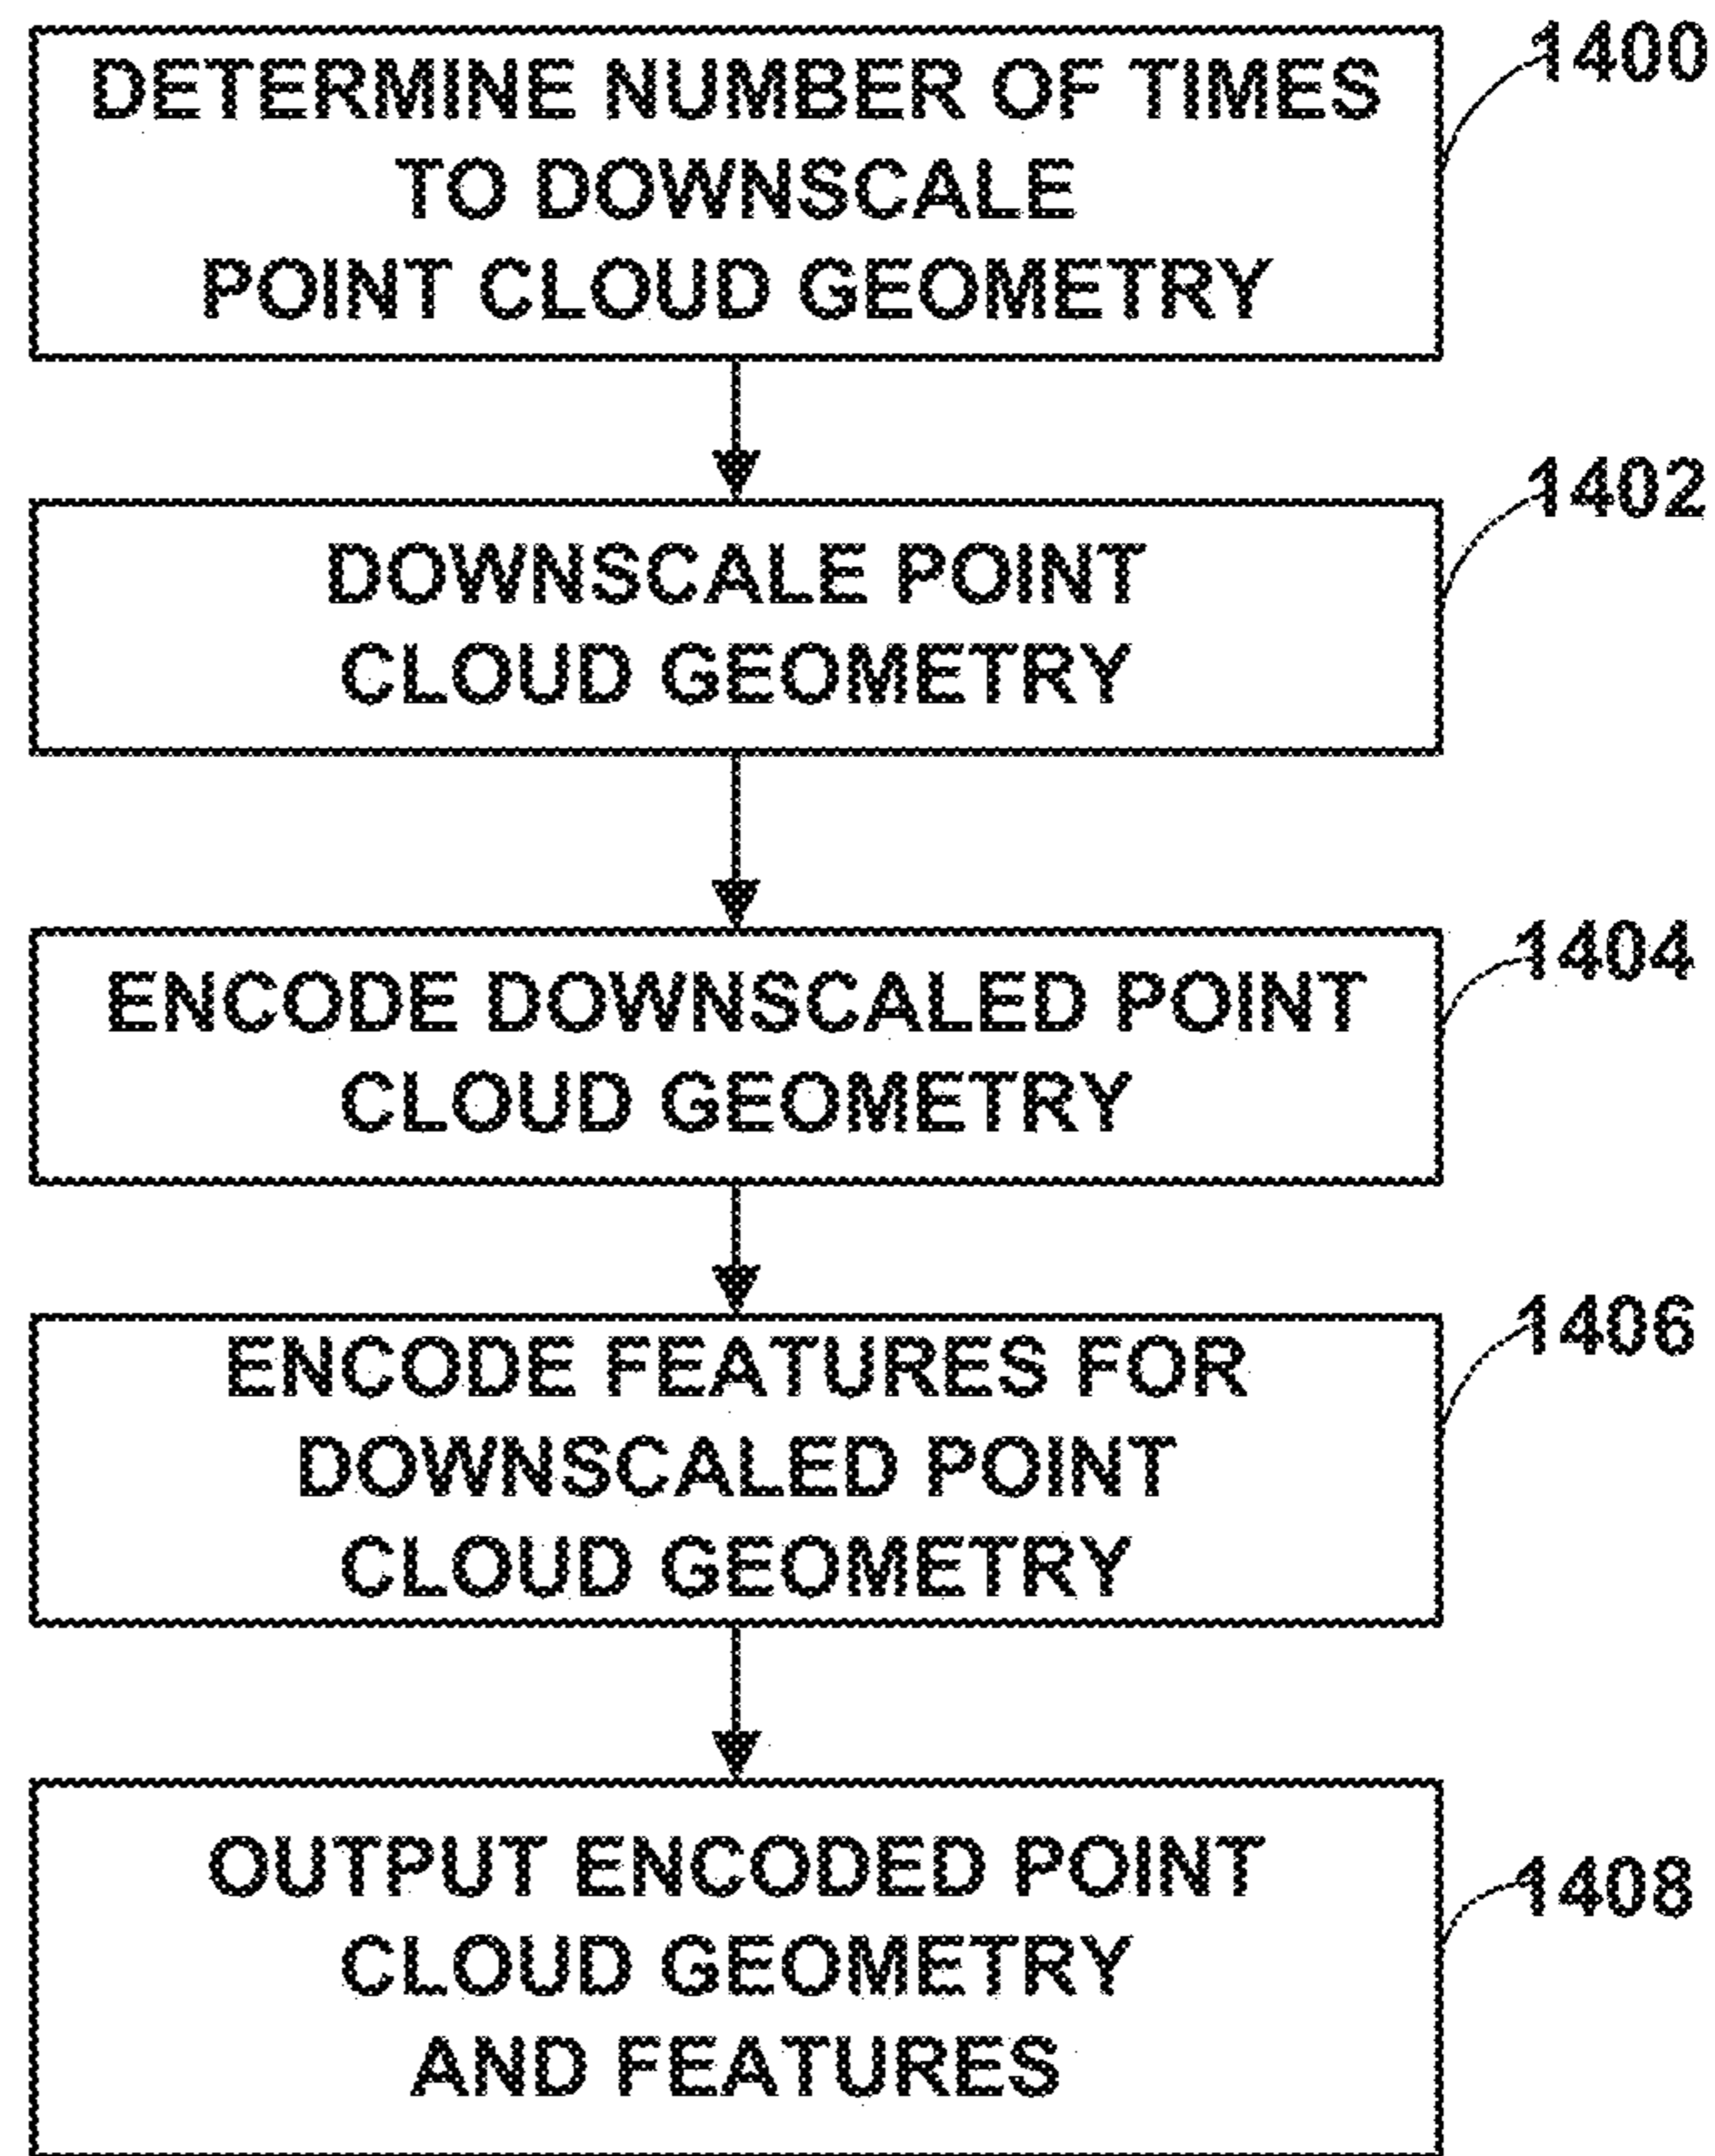 DETERMINE NUMBER OF TIMES
TO DOWNSCALE
POINT CLOUD GEOMETRY
1400
DOWNSCALE POINT
CLOUD GEOMETRY
1402
ENCODE DOWNSCALED POINT
CLOUD GEOMETRY
1404
ENCODE FEATURES FOR
DOWNSCALED POINT
CLOUD GEOMETRY
1406
OUTPUT ENCODED POINT
CLOUD GEOMETRY
AND FEATURES
1408